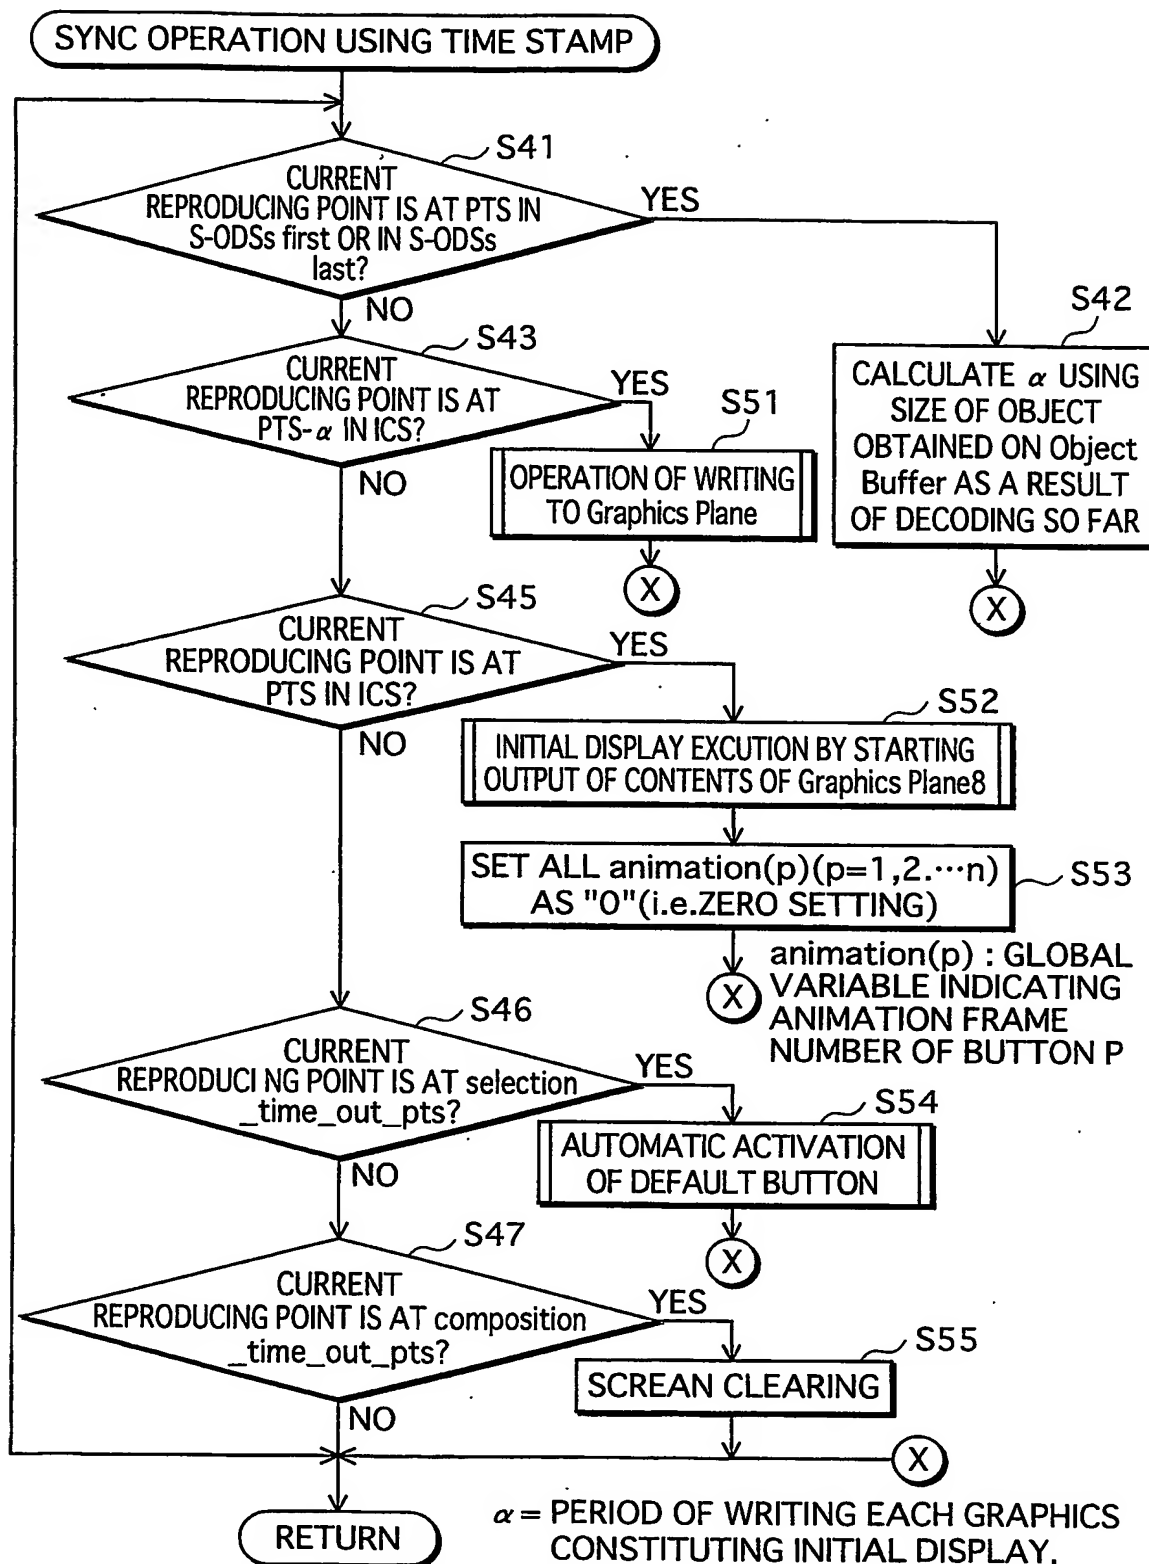 SYNC OPERATION USING TIME STAMP
S41
CURRENT
REPRODUCING POINT IS AT PTS IN
S-ODSs first OR IN S-ODSs
last?
YES
NO
S42
CALCULATE α USING
SIZE OF OBJECT
OBTAINED ON Object
Buffer AS A RESULT
OF DECODING SO FAR
X
S43
CURRENT
REPRODUCING POINT IS AT
PTS-α IN ICS?
YES
NO
S51
OPERATION OF WRITING
TO Graphics Plane
X
S45
CURRENT
REPRODUCING POINT IS AT
PTS IN ICS?
YES
NO
S52
INITIAL DISPLAY EXCUTION BY STARTING
OUTPUT OF CONTENTS OF Graphics Plane8
SET ALL animation(p)(p=1,2.···n)
AS "0"(i.e.ZERO SETTING)
S53
X
animation(p) : GLOBAL
VARIABLE INDICATING
ANIMATION FRAME
NUMBER OF BUTTON P
S46
CURRENT
REPRODUCI NG POINT IS AT selection
_time_out_pts?
YES
NO
S54
AUTOMATIC ACTIVATION
OF DEFAULT BUTTON
X
S47
CURRENT
REPRODUCING POINT IS AT composition
_time_out_pts?
YES
NO
S55
SCREAN CLEARING
X
RETURN
α = PERIOD OF WRITING EACH GRAPHICS
CONSTITUTING INITIAL DISPLAY.